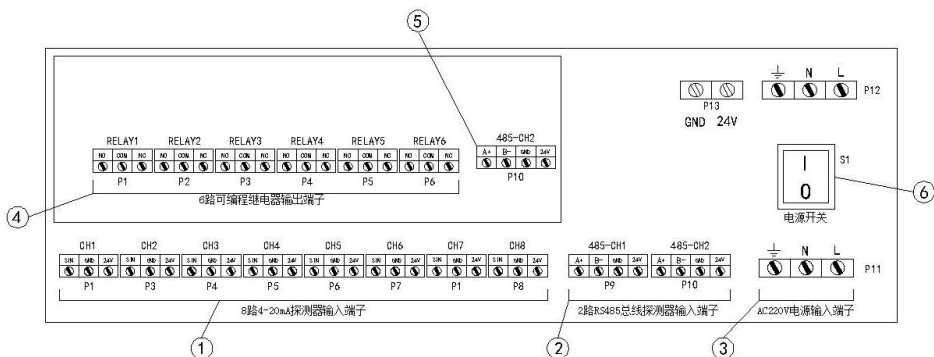 ⑤
⏚ N L
P12
P13
GND 24V
RELAY1 RELAY2 RELAY3 RELAY4 RELAY5 RELAY6
485-CH2
NO COM NC NO COM NC NO COM NC NO COM NC NO COM NC NO COM NC
A+ B- GND 24V
P1 P2 P3 P4 P5 P6
P10
6路可编程继电器输出端子
④
I
0
S1
⑥
电源开关
CH1 CH2 CH3 CH4 CH5 CH6 CH7 CH8
485-CH1 485-CH2
⏚ N L
SIN GND 24V SIN GND 24V SIN GND 24V SIN GND 24V SIN GND 24V SIN GND 24V SIN GND 24V SIN GND 24V
A+ B- GND 24V A+ B- GND 24V
P11
P1 P3 P4 P5 P6 P7 P1 P8
P9 P10
8路4-20mA探测器输入端子
2路RS485总线探测器输入端子
AC220V电源输入端子
① ② ③